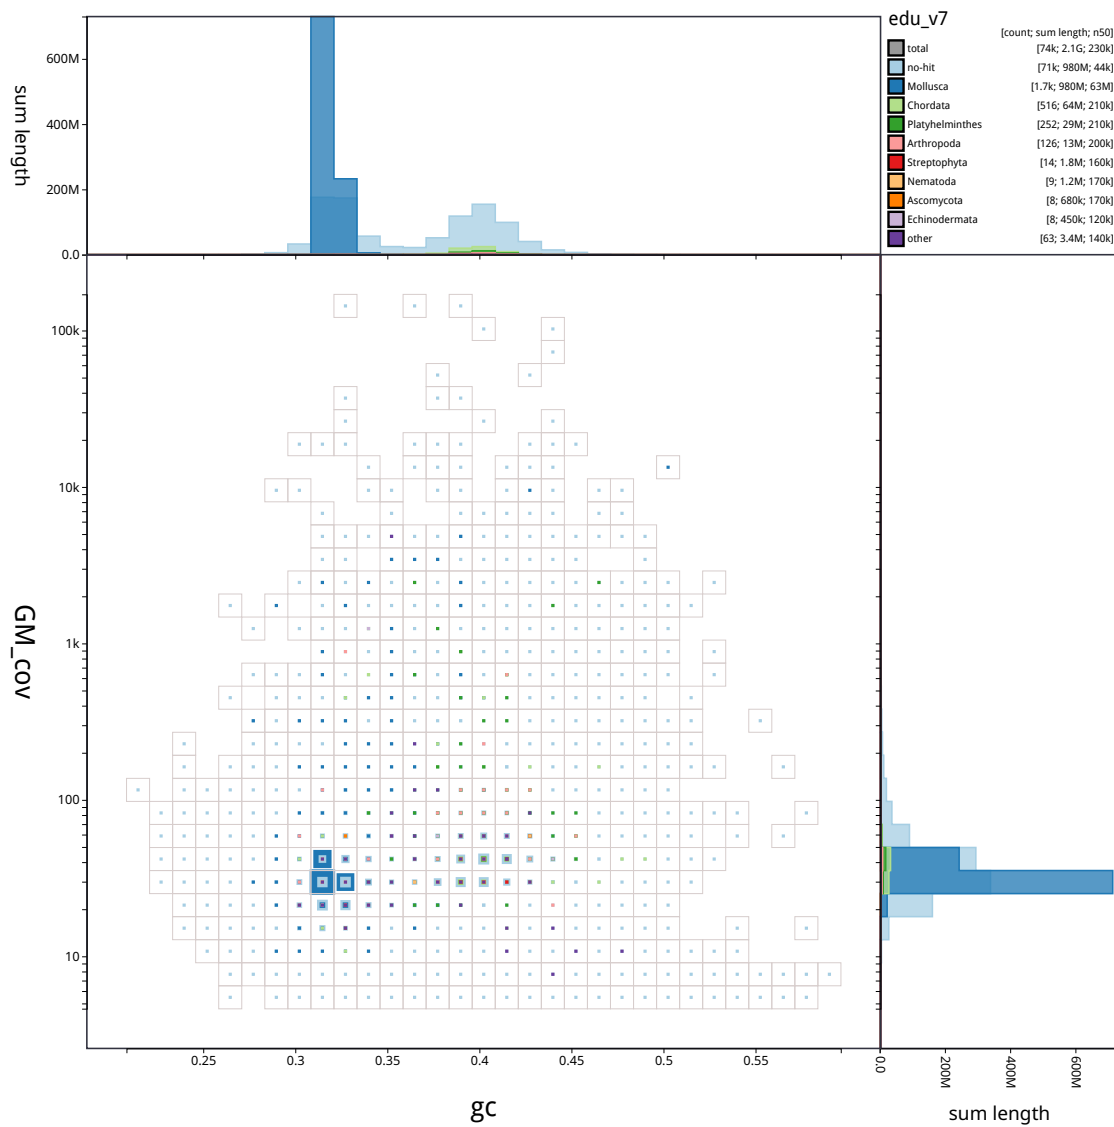 edu_v7
[count; sum length; n50]
total [74k; 2.1G; 230k]
no-hit [71k; 980M; 44k]
Mollusca [1.7k; 980M; 63M]
Chordata [516; 64M; 210k]
Platyhelminthes [252; 29M; 210k]
Arthropoda [126; 13M; 200k]
Streptophyta [14; 1.8M; 160k]
Nematoda [9; 1.2M; 170k]
Ascomycota [8; 680k; 170k]
Echinodermata [8; 450k; 120k]
other [63; 3.4M; 140k]
sum length
600M
400M
200M
0.0
GM_cov
100k
10k
1k
100
10
0.25 0.3 0.35 0.4 0.45 0.5 0.55
gc
0.0 200M 400M 600M
sum length